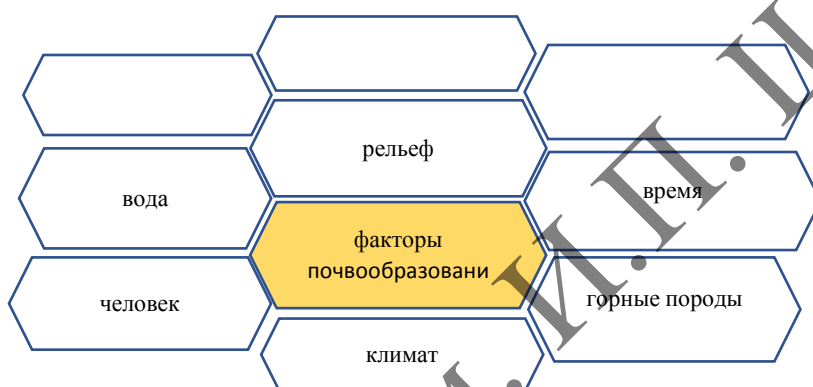 рельеф
вода
время
факторы
почвообразовани
человек
горные породы
климат